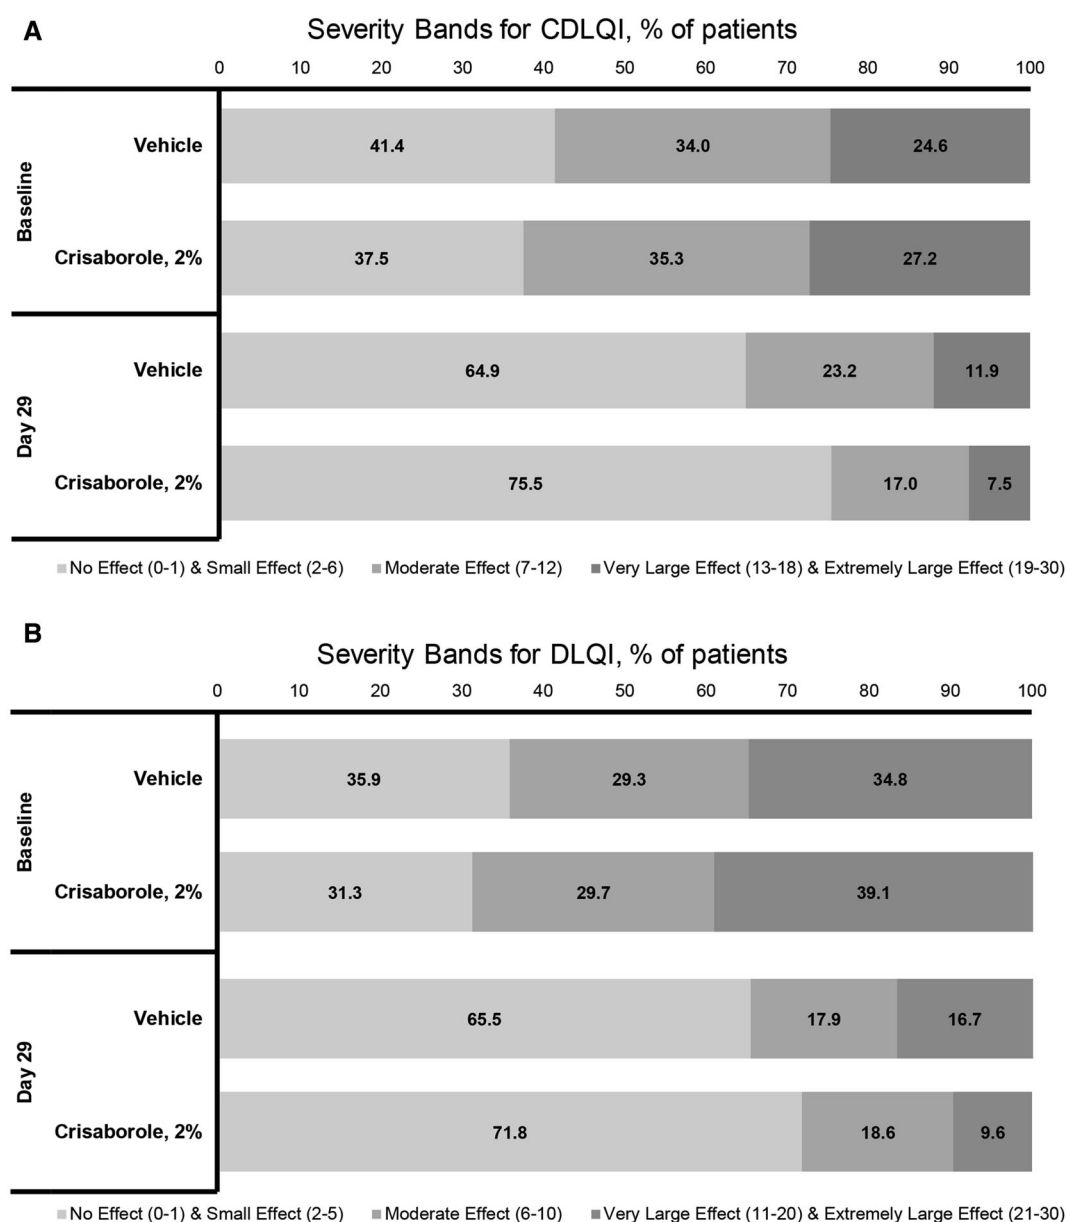 A
Severity Bands for CDLQI, % of patients
0 10 20 30 40 50 60 70 80 90 100
Baseline
Vehicle 41.4 34.0 24.6
Crisaborole, 2% 37.5 35.3 27.2
Day 29
Vehicle 64.9 23.2 11.9
Crisaborole, 2% 75.5 17.0 7.5
No Effect (0-1) & Small Effect (2-6) Moderate Effect (7-12) Very Large Effect (13-18) & Extremely Large Effect (19-30)
B
Severity Bands for DLQI, % of patients
0 10 20 30 40 50 60 70 80 90 100
Baseline
Vehicle 35.9 29.3 34.8
Crisaborole, 2% 31.3 29.7 39.1
Day 29
Vehicle 65.5 17.9 16.7
Crisaborole, 2% 71.8 18.6 9.6
No Effect (0-1) & Small Effect (2-5) Moderate Effect (6-10) Very Large Effect (11-20) & Extremely Large Effect (21-30)